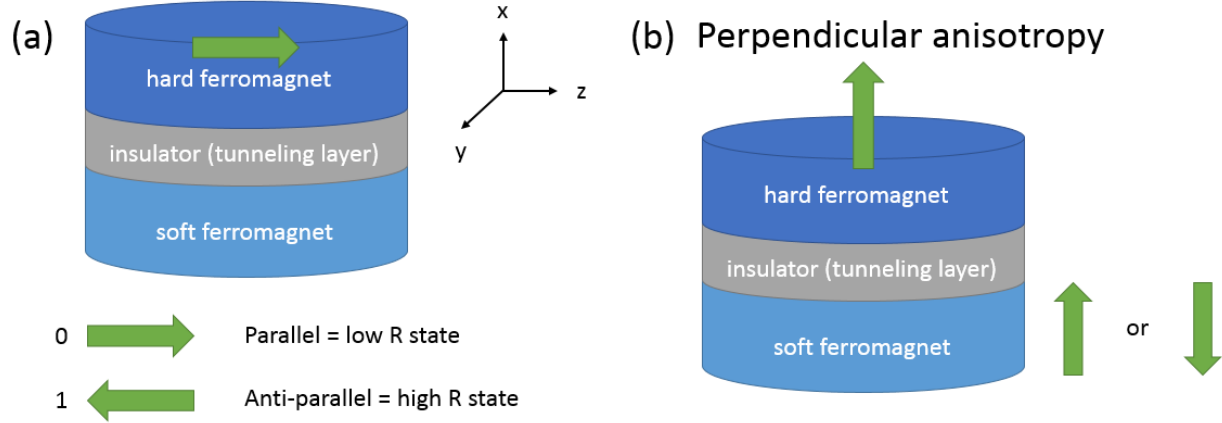 (a)
hard ferromagnet
insulator (tunneling layer)
soft ferromagnet
x
z
y
0 Parallel = low R state
1 Anti-parallel = high R state
(b) Perpendicular anisotropy
hard ferromagnet
insulator (tunneling layer)
soft ferromagnet
or